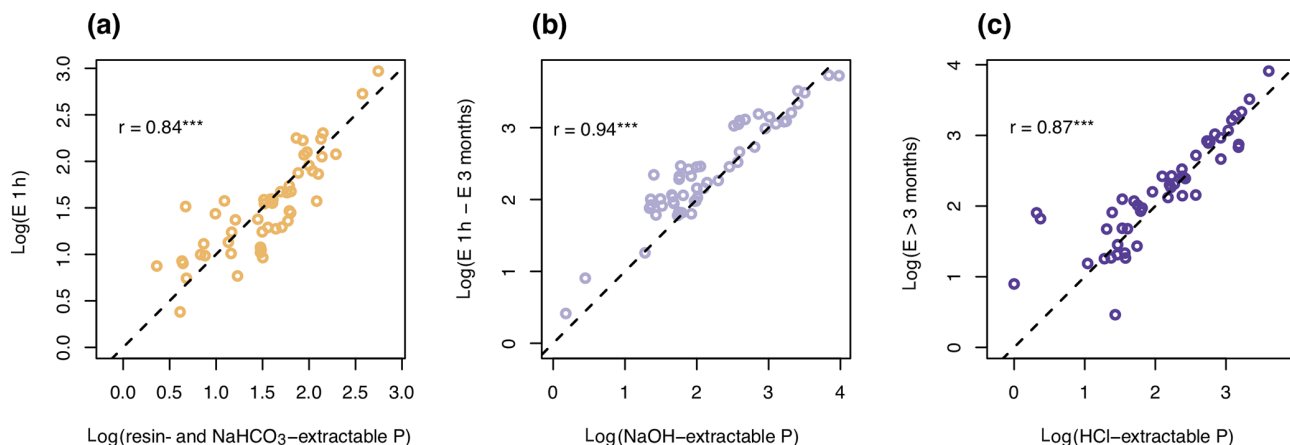 (a)
r = 0.84***
Log(E 1 h)
0.0 0.5 1.0 1.5 2.0 2.5 3.0
0.0 0.5 1.0 1.5 2.0 2.5 3.0
Log(resin- and NaHCO₃−extractable P)
(b)
r = 0.94***
Log(E 1h − E 3 months)
0 1 2 3
0 1 2 3 4
Log(NaOH−extractable P)
(c)
r = 0.87***
Log(E > 3 months)
0 1 2 3 4
0 1 2 3
Log(HCl−extractable P)